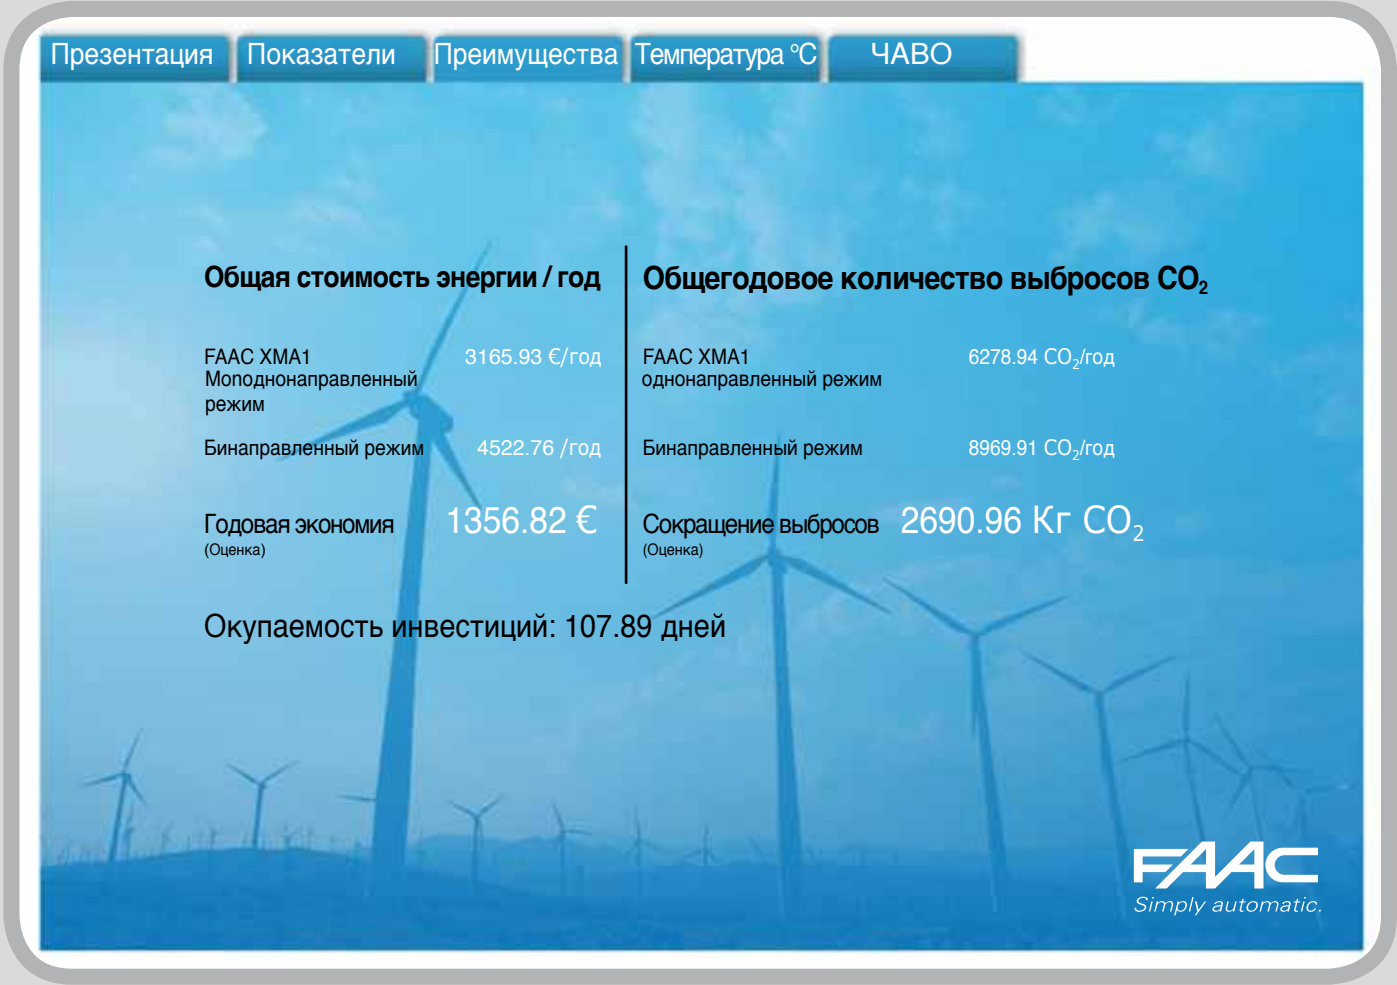 Презентация
Показатели
Преимущества
Температура °C
ЧАВО
Общая стоимость энергии / год
FAAC XMA1
Monоднонаправленный
режим
3165.93 €/год
Бинаправленный режим
4522.76 /год
Годовая экономия
(Оценка)
1356.82 €
Общегодовое количество выбросов CO₂
FAAC XMA1
однонаправленный режим
6278.94 CO₂/год
Бинаправленный режим
8969.91 CO₂/год
Сокращение выбросов
(Оценка)
2690.96 Кг CO₂
Окупаемость инвестиций: 107.89 дней
FAAC
Simply automatic.